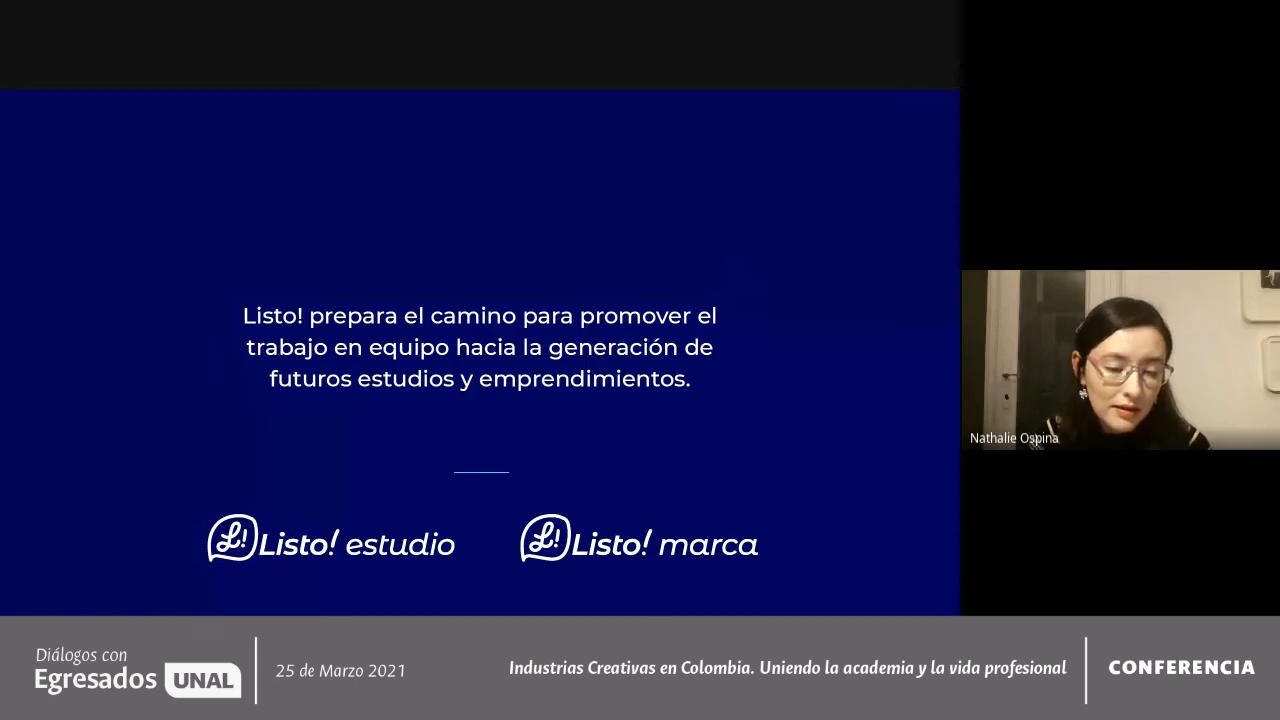 Listo! prepara el camino para promover el
trabajo en equipo hacia la generación de
futuros estudios y emprendimientos.
L! Listo! estudio
L! Listo! marca
Nathalie Ospina
Diálogos con
Egresados UNAL
25 de Marzo 2021
Industrias Creativas en Colombia. Uniendo la academia y la vida profesional
CONFERENCIA